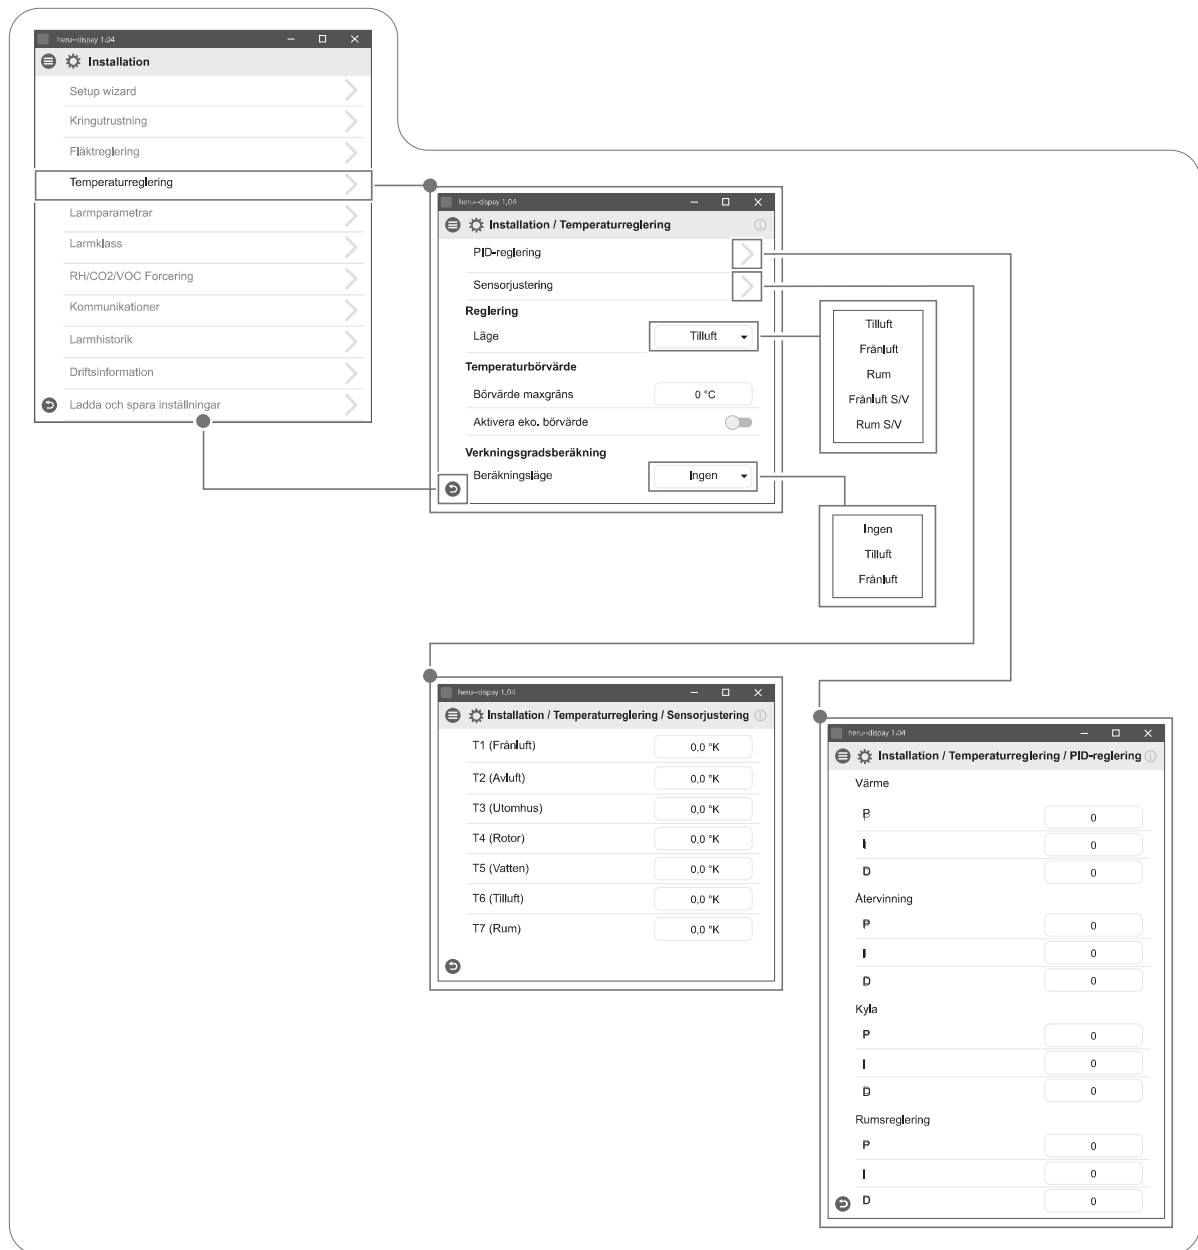 heru-dispay 1.04
Installation
Setup wizard
Kringutrustning
Fläktreglering
Temperaturreglering
Larmparametrar
Larmklass
RH/CO2/VOC Forcering
Kommunikationer
Larmhistorik
Driftsinformation
Ladda och spara inställningar
heru-dispay 1.04
Installation / Temperaturreglering
PID-reglering
Sensorjustering
Reglering
Läge Tilluft
Temperaturbörvärde
Börvärde maxgräns 0 °C
Aktivera eko. börvärde
Verkningsgradsberäkning
Beräkningsläge Ingen
Tilluft
Frånluft
Rum
Frånluft S/V
Rum S/V
Ingen
Tilluft
Frånluft
heru-dispay 1.04
Installation / Temperaturreglering / Sensorjustering
T1 (Frånluft) 0,0 °K
T2 (Avluft) 0,0 °K
T3 (Utomhus) 0,0 °K
T4 (Rotor) 0,0 °K
T5 (Vatten) 0,0 °K
T6 (Tilluft) 0,0 °K
T7 (Rum) 0,0 °K
heru-dispay 1.04
Installation / Temperaturreglering / PID-reglering
Värme
P 0
I 0
D 0
Återvinning
P 0
I 0
D 0
Kyla
P 0
I 0
D 0
Rumsreglering
P 0
I 0
D 0